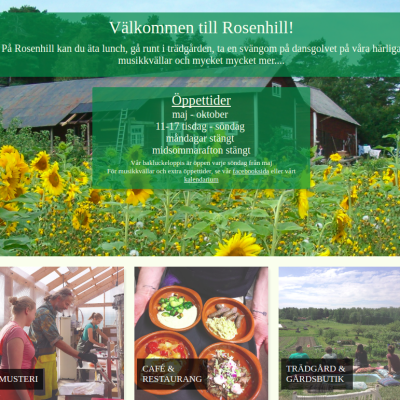 Välkommen till Rosenhill!
På Rosenhill kan du äta lunch, gå runt i trädgården, ta en svängom på dansgolvet på våra härliga
musikkvällar och mycket mycket mer....
Öppettider
maj - oktober
11-17 tisdag - söndag
måndagar stängt
midsommarafton stängt
Vår bakluckeloppis är öppen varje söndag från maj
För musikkvällar och extra öppettider, se vår facebooksida eller vårt
kalendarium
MUSTERI
CAFÉ &
RESTAURANG
TRÄDGÅRD &
GÅRDSBUTIK